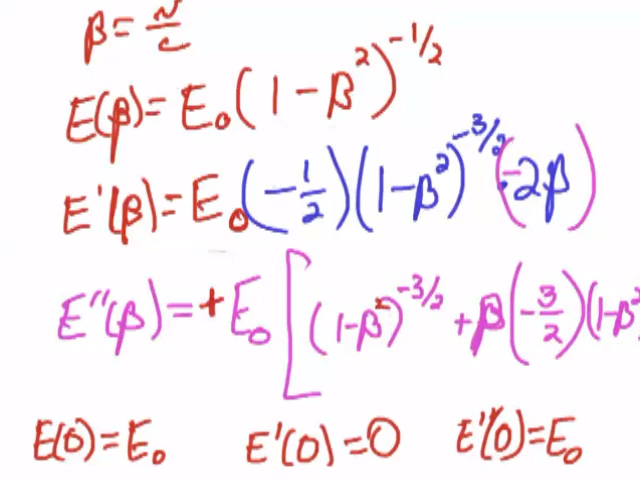 β = v/c
E(β) = E₀(1-β²)^(-1/2)
E'(β) = E₀(-1/2)(1-β²)^(-3/2)(-2β)
E''(β) = + E₀[(1-β²)^(-3/2) + β(-3/2)(1-β²
E(0) = E₀ E'(0) = 0 E''(0) = E₀